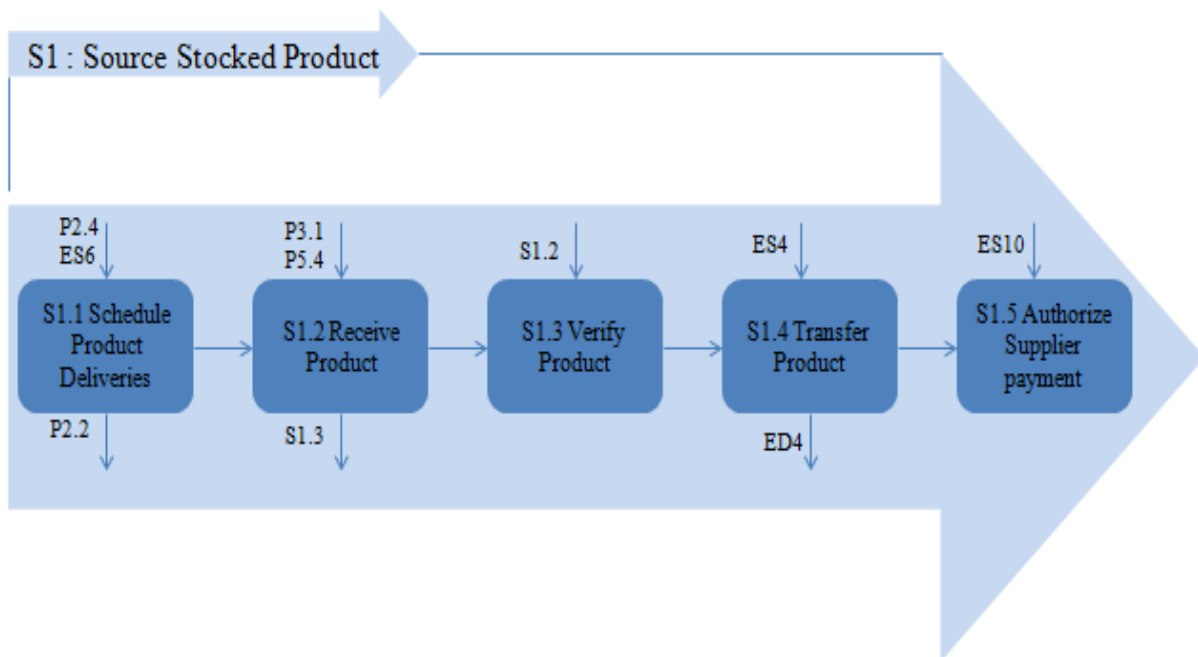 S1 : Source Stocked Product
P2.4
ES6
P3.1
P5.4
S1.2
ES4
ES10
S1.1 Schedule
Product
Deliveries
S1.2 Receive
Product
S1.3 Verify
Product
S1.4 Transfer
Product
S1.5 Authorize
Supplier
payment
P2.2
S1.3
ED4